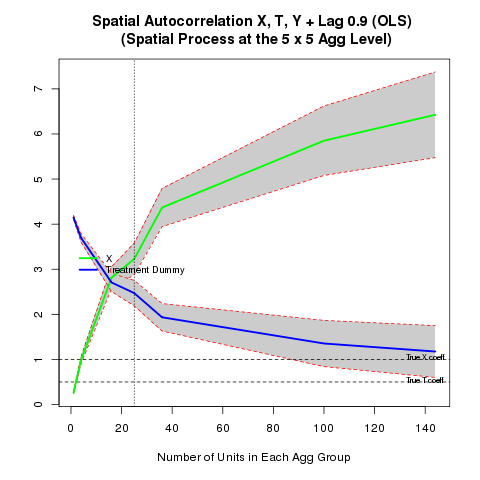 Spatial Autocorrelation X, T, Y + Lag 0.9 (OLS)
(Spatial Process at the 5 x 5 Agg Level)
7
6
5
4
3
2
1
0
X
Treatment Dummy
True X coeff.
True T coeff.
0 20 40 60 80 100 120 140
Number of Units in Each Agg Group